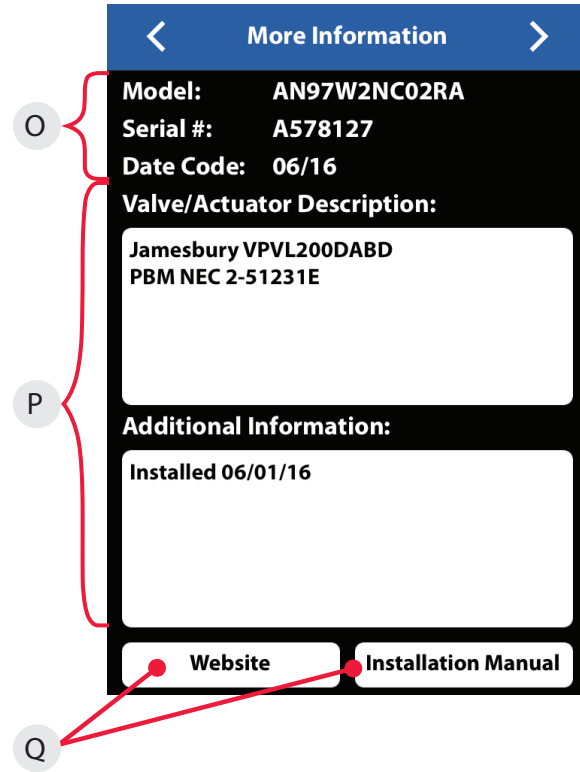 More Information
O
Model: AN97W2NC02RA
Serial #: A578127
Date Code: 06/16
P
Valve/Actuator Description:
Jamesbury VPVL200DABD
PBM NEC 2-51231E
Additional Information:
Installed 06/01/16
Website Installation Manual
Q